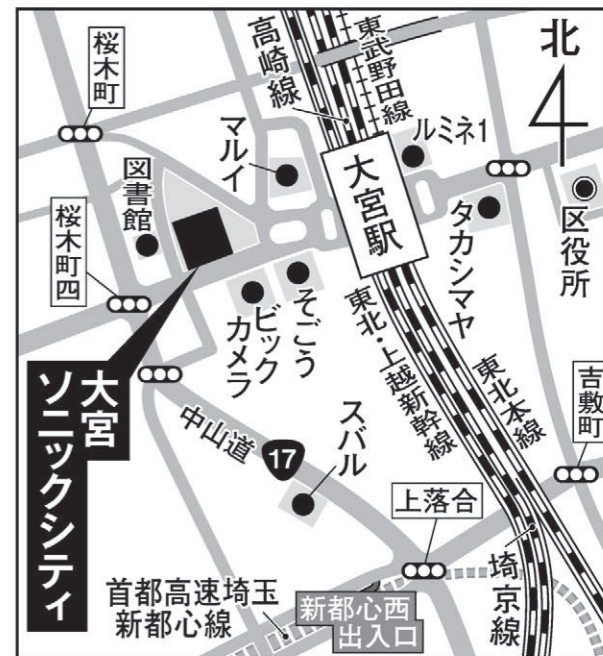 桜木町
高崎線
東武野田線
北
マルイ
ルミネ1
図書館
大宮駅
タカシマヤ
区役所
桜木町四
そごう
ビック
カメラ
東北・上越新幹線
東北本線
吉敷町
大宮
ソニックシティ
中山道
17
スバル
上落合
埼京線
首都高速埼玉
新都心線
新都心西
出入口